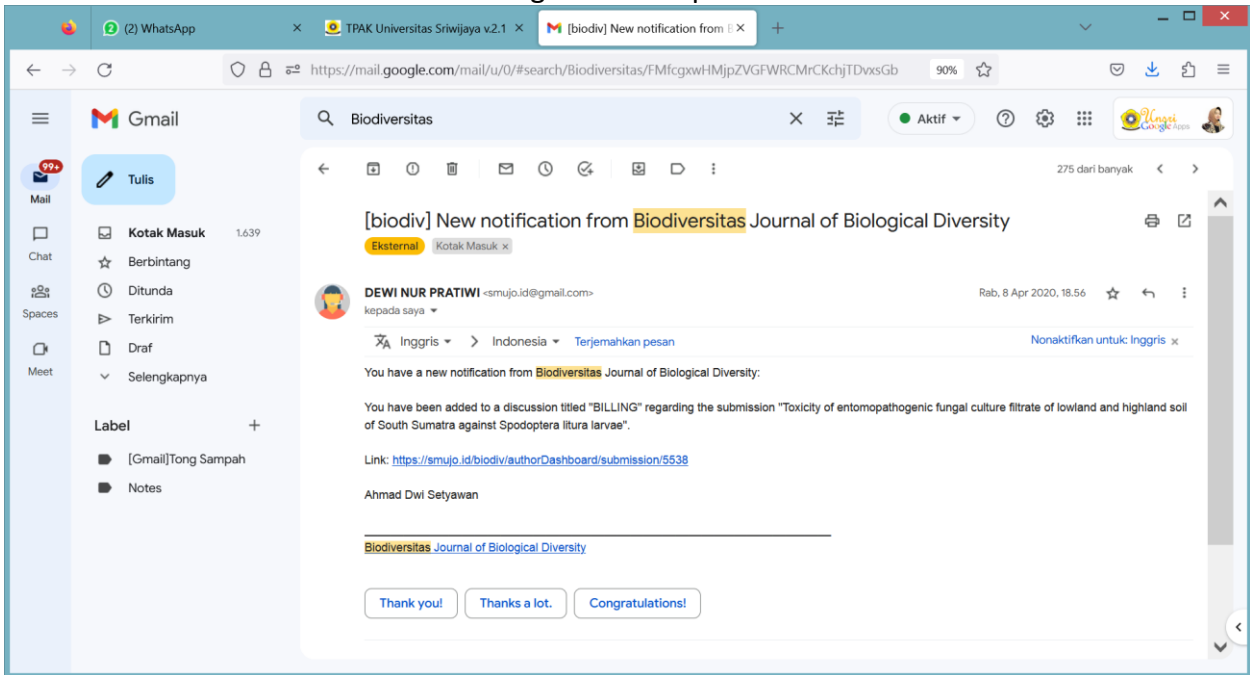 (2) WhatsApp
TPAK Universitas Sriwijaya v.2.1
[biodiv] New notification from B
https://mail.google.com/mail/u/0/#search/Biodiversitas/FMfcgxwHMjpZVGFWRCMrCKchjTDvxsGb
90%
Gmail
Biodiversitas
Aktif
Unsri
Google Apps
99+
Mail
Chat
Spaces
Meet
Tulis
Kotak Masuk 1.639
Berbintang
Ditunda
Terkirim
Draf
Selengkapnya
Label
[Gmail]Tong Sampah
Notes
275 dari banyak
[biodiv] New notification from Biodiversitas Journal of Biological Diversity
Eksternal Kotak Masuk ×
DEWI NUR PRATIWI <smujo.id@gmail.com>
Rab, 8 Apr 2020, 18.56
kepada saya
Inggris > Indonesia Terjemahkan pesan
Nonaktifkan untuk: Inggris ×
You have a new notification from Biodiversitas Journal of Biological Diversity:
You have been added to a discussion titled "BILLING" regarding the submission "Toxicity of entomopathogenic fungal culture filtrate of lowland and highland soil
of South Sumatra against Spodoptera litura larvae".
Link: https://smujo.id/biodiv/authorDashboard/submission/5538
Ahmad Dwi Setyawan
Biodiversitas Journal of Biological Diversity
Thank you!
Thanks a lot.
Congratulations!